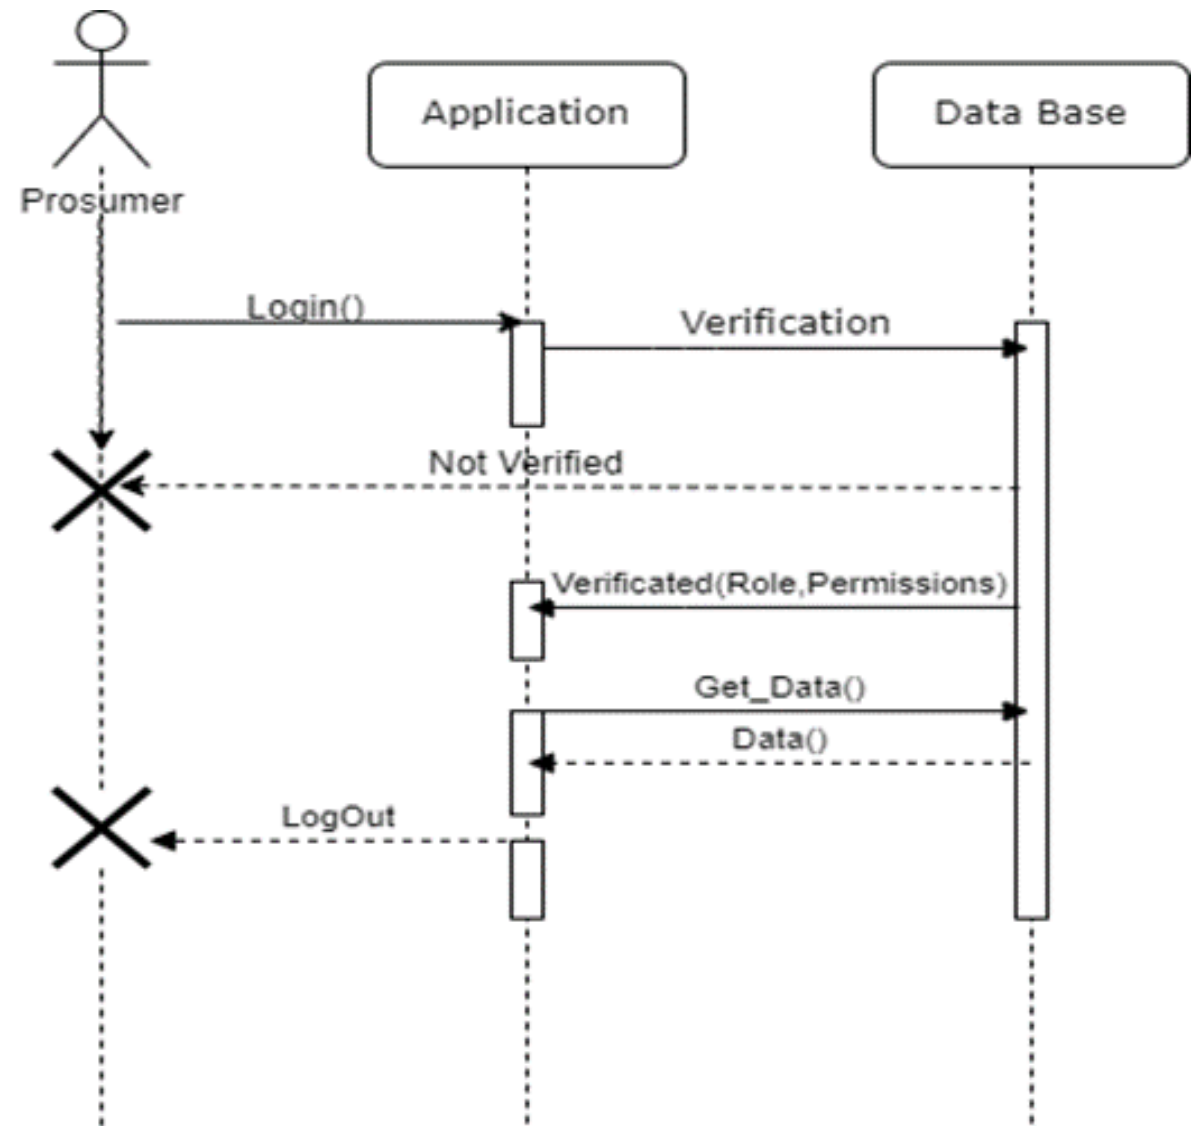 Application
Data Base
Prosumer
Login()
Verification
Not Verified
Verificated(Role,Permissions)
Get_Data()
Data()
LogOut